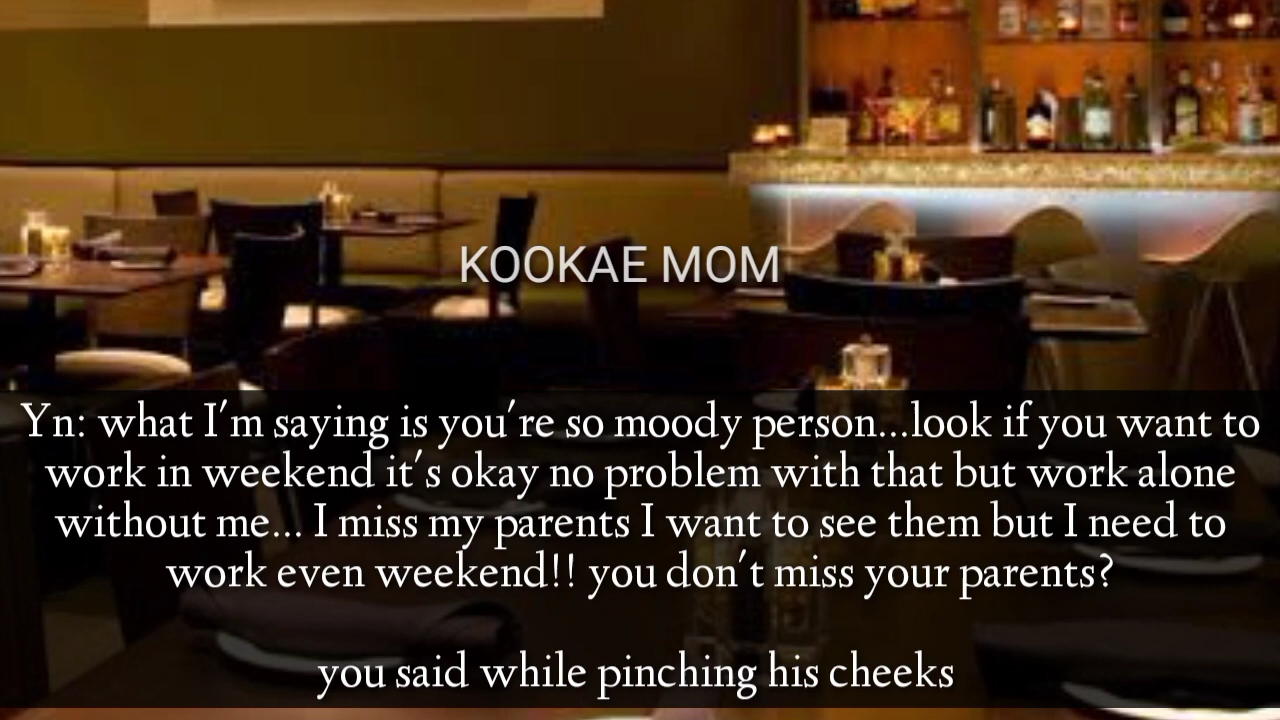 KOOKAE MOM
Yn: what I'm saying is you're so moody person...look if you want to
work in weekend it's okay no problem with that but work alone
without me... I miss my parents I want to see them but I need to
work even weekend!! you don't miss your parents?
you said while pinching his cheeks